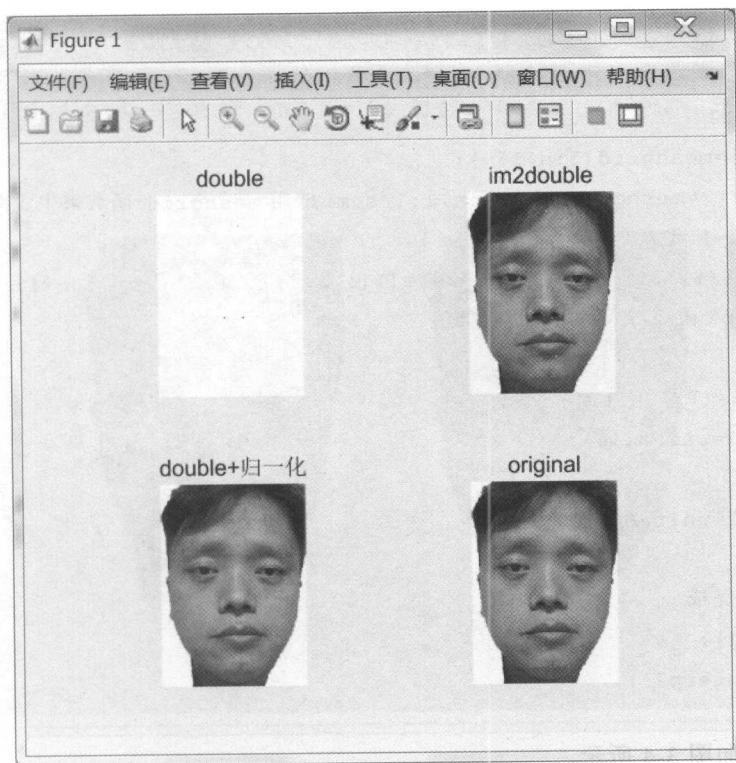 Figure 1
文件(F) 编辑(E) 查看(V) 插入(I) 工具(T) 桌面(D) 窗口(W) 帮助(H)
double
im2double
double+归一化
original